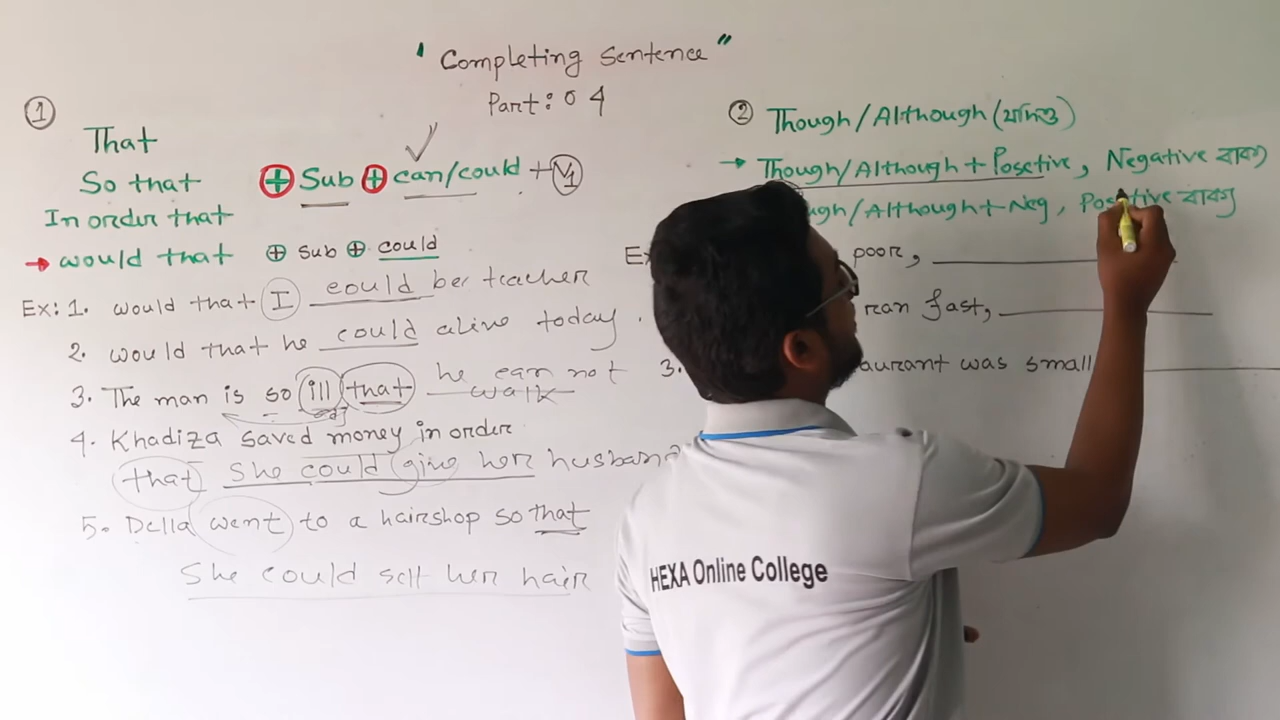 ' Completing Sentence "
Part: 04
①
That
So that
In order that
⊕ Sub ⊕ can/could + V1
→ would that ⊕ Sub ⊕ could
Ex: 1. would that I could be teacher
2. would that he could alive today.
3. The man is so ill that he can not
walk
adj
4. Khadiza saved money in order
that She could give her husband
5. Della went to a hairshop so that
She could sell her hair
② Though/Although (যদিও)
→ Though/Although + Posetive, Negative বাক্য
ugh/Although + Neg, Positive বাক্য
poor,
ran fast,
3. aurant was small
HEXA Online College